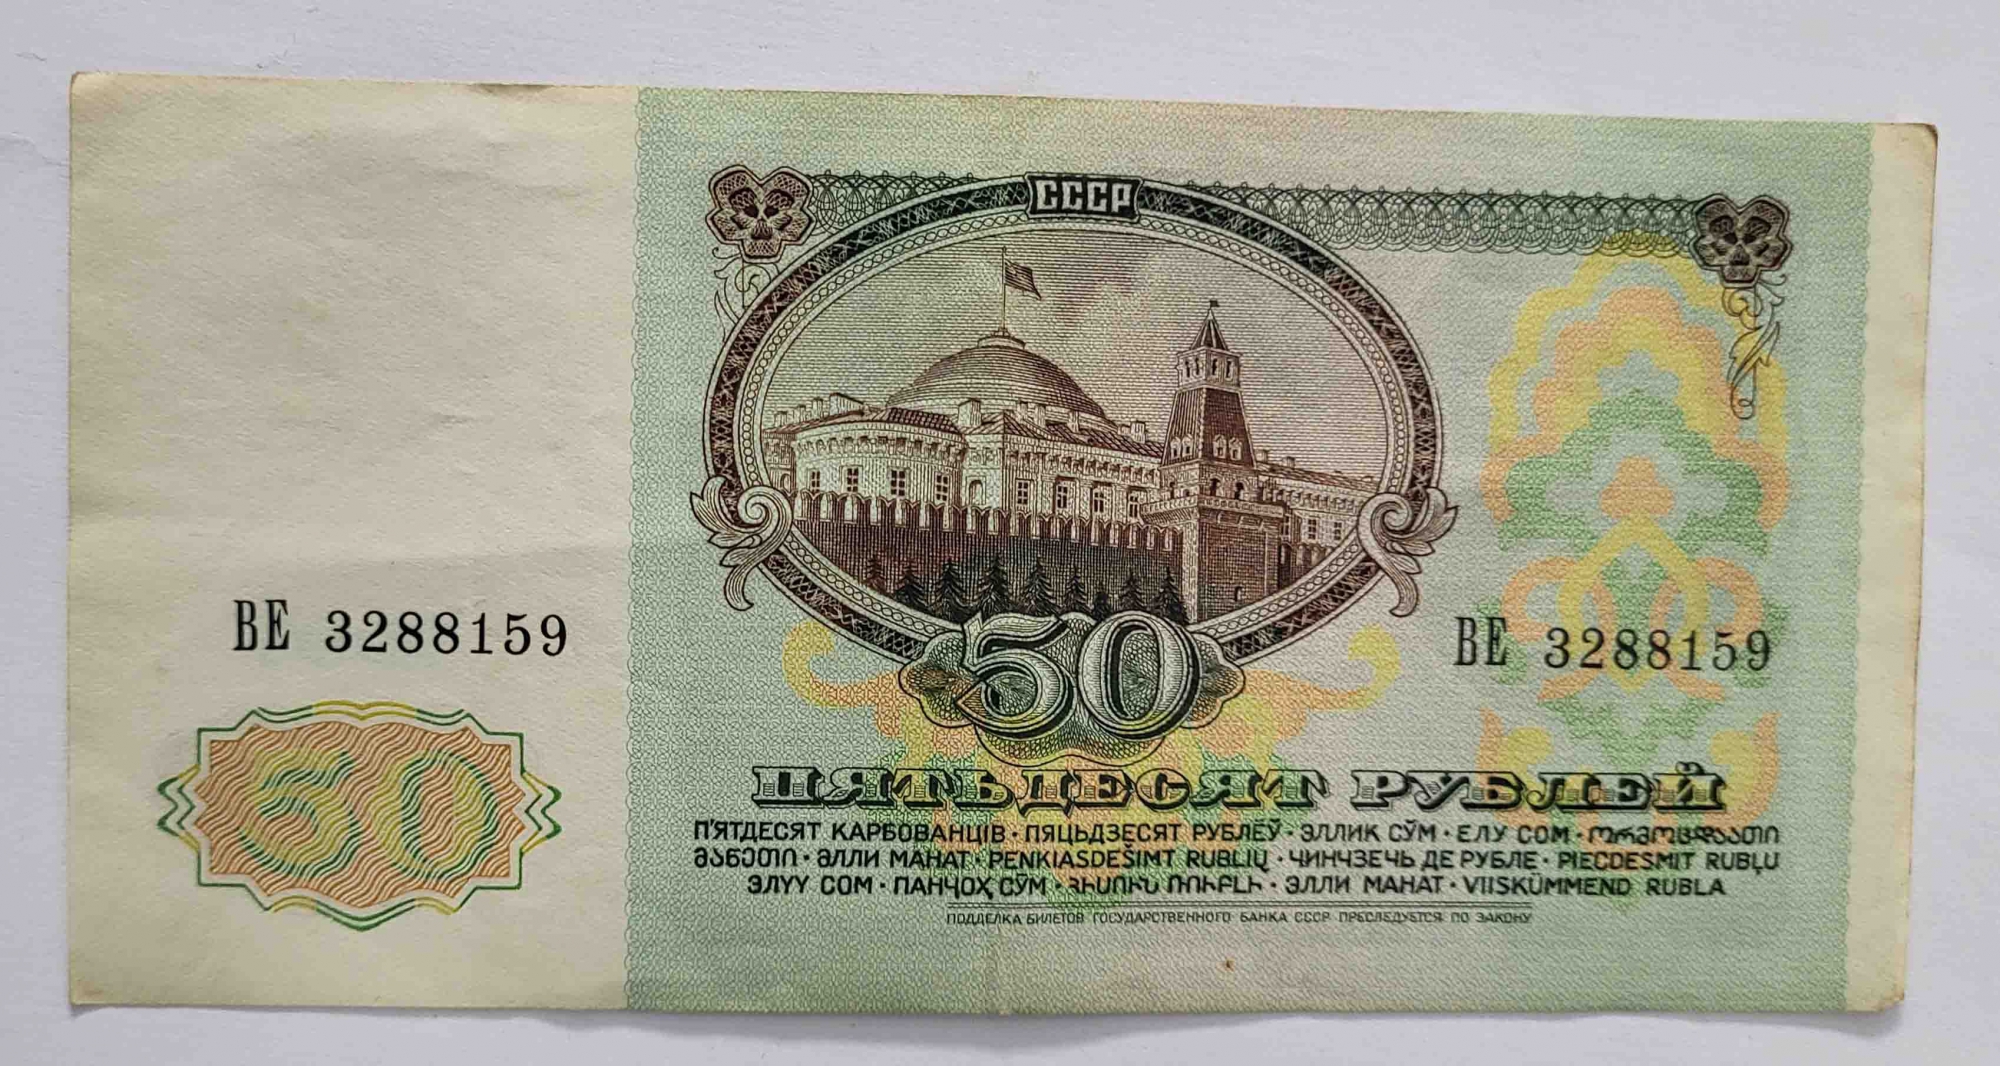 СССР
ВЕ 3288159
50
ВЕ 3288159
50
ПЯТЬДЕСЯТ РУБЛЕЙ
П'ЯТДЕСЯТ КАРБОВАНЦІВ · ПЯЦЬДЗЕСЯТ РУБЛЁЎ · ЭЛЛИК СЎМ · ЕЛУ СОМ · ᲝᲠᲛᲝᲪᲓᲐᲐᲗᲘ
ᲛᲐᲜᲔᲗᲘ · ӘЛЛИ МАНАТ · PENKIASDEŠIMT RUBLIŲ · ЧИНЧЗЕЧЬ ДЕ РУБЛЕ · PIECDESMIT RUBĻU
ЭЛҮҮ СОМ · ПАНҶОҲ СӮМ · ՀԻՍՈՒՆ ՌՈՒԲԼԻ · ЭЛЛИ МАНАТ · VIISKÜMMEND RUBLA
ПОДДЕЛКА БИЛЕТОВ ГОСУДАРСТВЕННОГО БАНКА СССР ПРЕСЛЕДУЕТСЯ ПО ЗАКОНУ